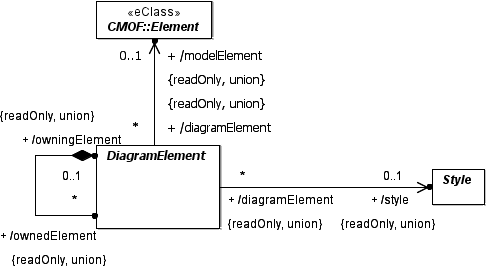 «eClass»
CMOF::Element
0..1
+ /modelElement
{readOnly, union}
{readOnly, union}
*
+ /diagramElement
{readOnly, union}
+ /owningElement
DiagramElement
0..1
*
+ /ownedElement
{readOnly, union}
*
+ /diagramElement
{readOnly, union}
0..1
+ /style
{readOnly, union}
Style